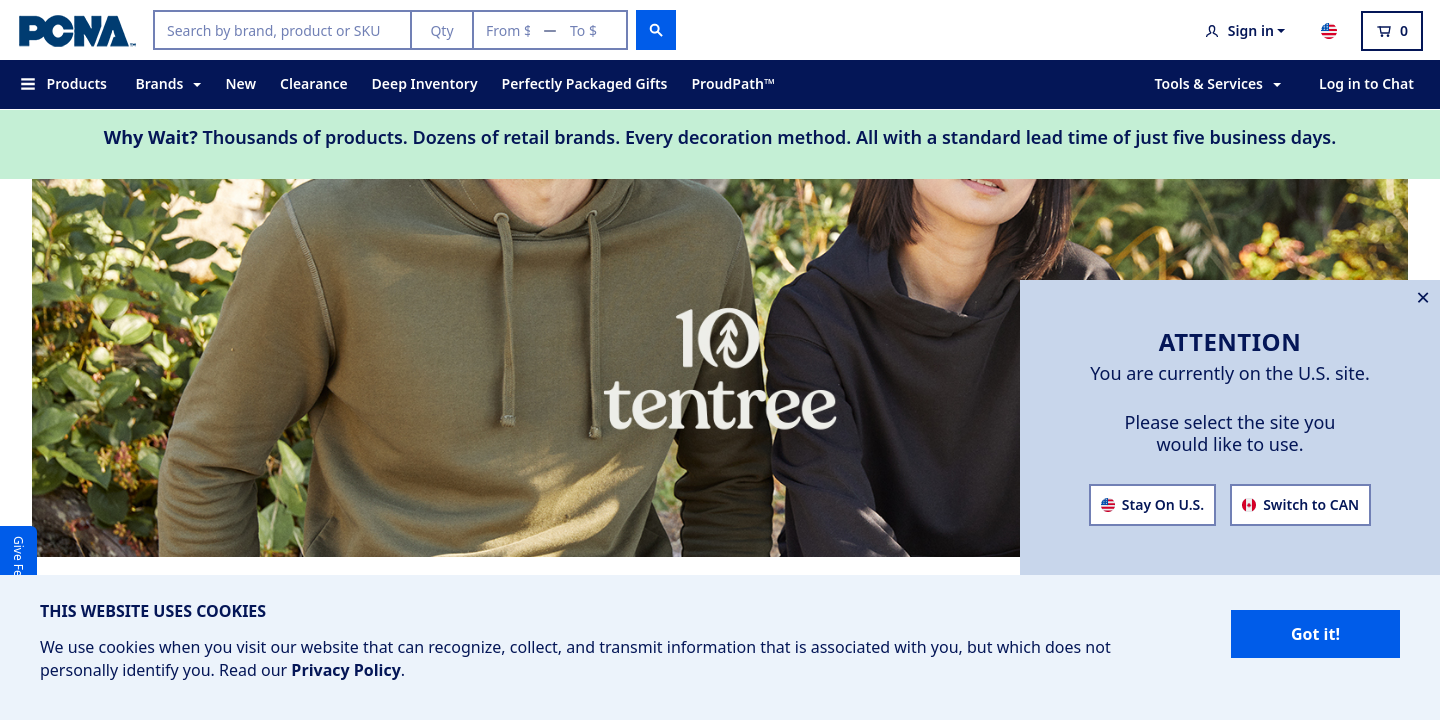 PCNA™
Search by brand, product or SKU
Qty
From $ — To $
Sign in
0
Products
Brands
New
Clearance
Deep Inventory
Perfectly Packaged Gifts
ProudPath™
Tools & Services
Log in to Chat
Why Wait? Thousands of products. Dozens of retail brands. Every decoration method. All with a standard lead time of just five business days.
10
tentree
ATTENTION
You are currently on the U.S. site.
Please select the site you
would like to use.
Stay On U.S.
Switch to CAN
Give
THIS WEBSITE USES COOKIES
We use cookies when you visit our website that can recognize, collect, and transmit information that is associated with you, but which does not
personally identify you. Read our Privacy Policy.
Got it!